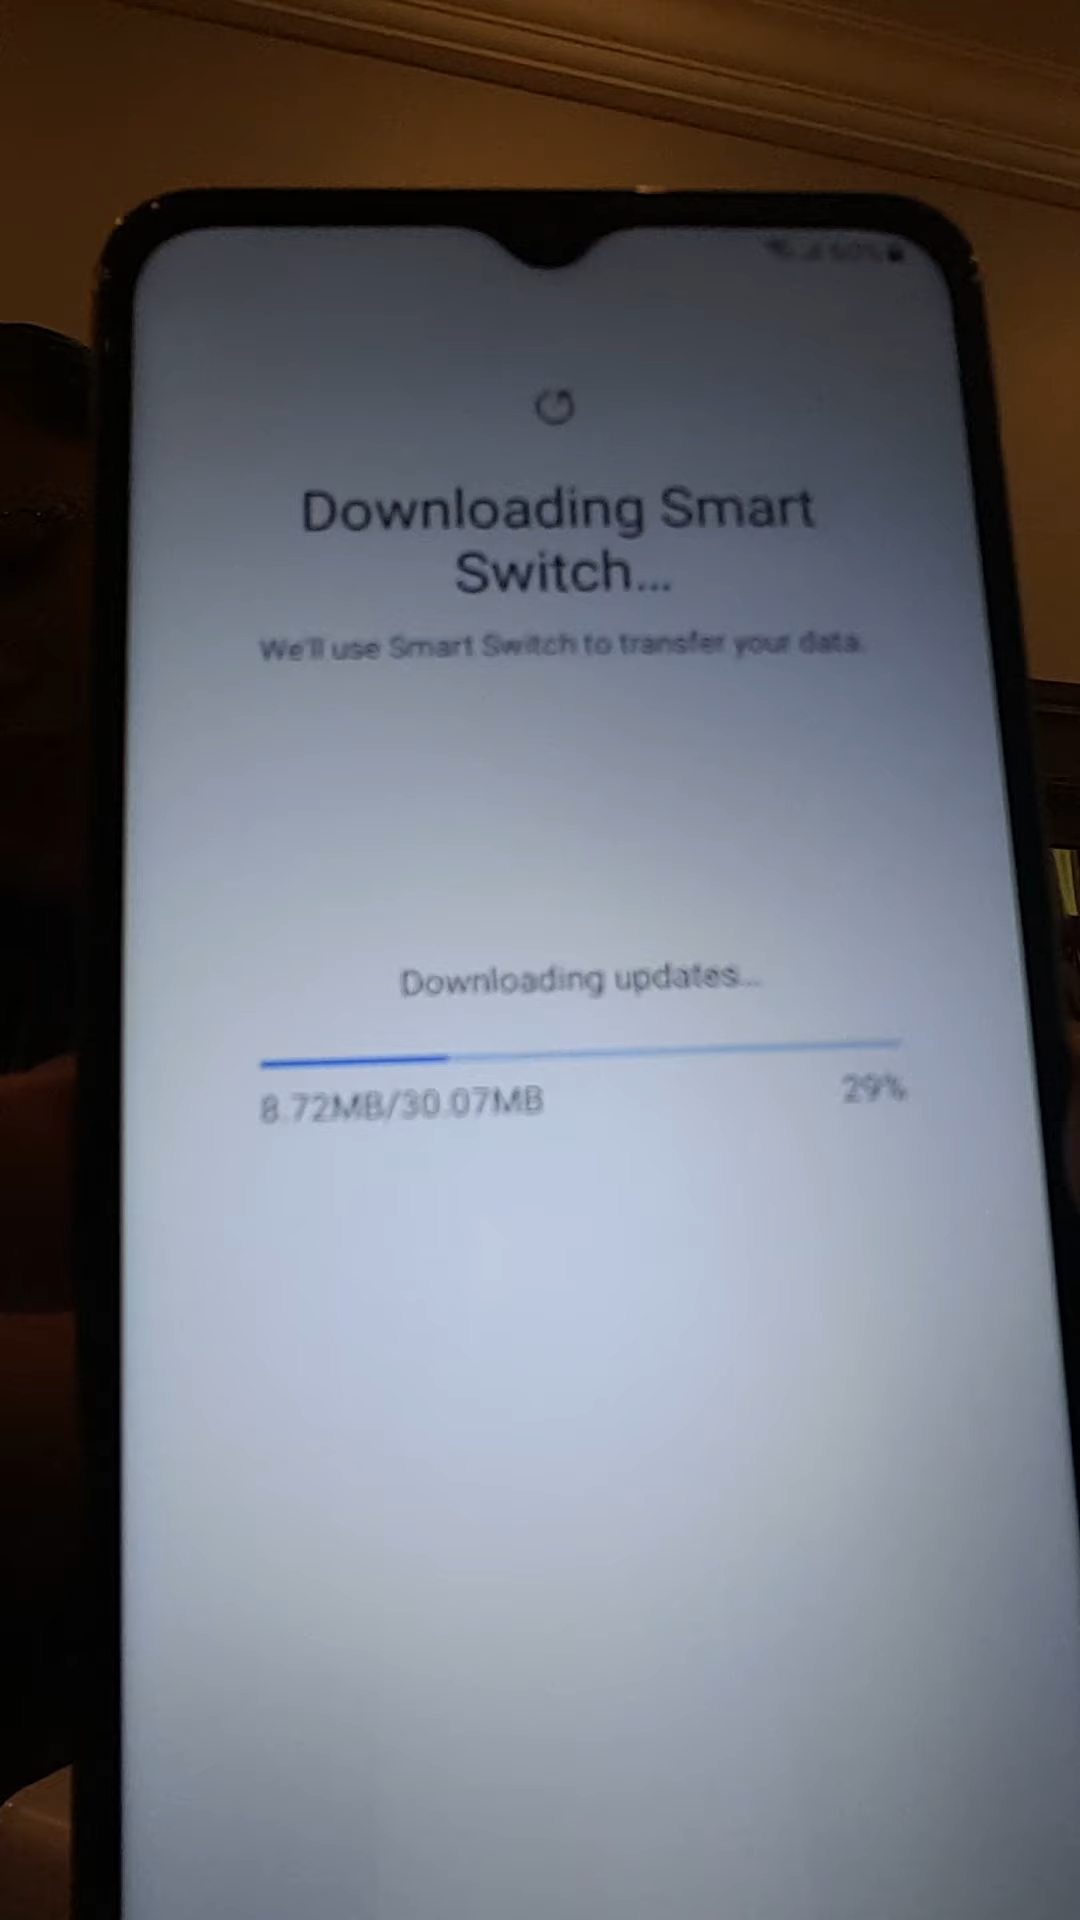 Downloading Smart
Switch...
We'll use Smart Switch to transfer your data.
Downloading updates...
8.72MB/30.07MB
29%